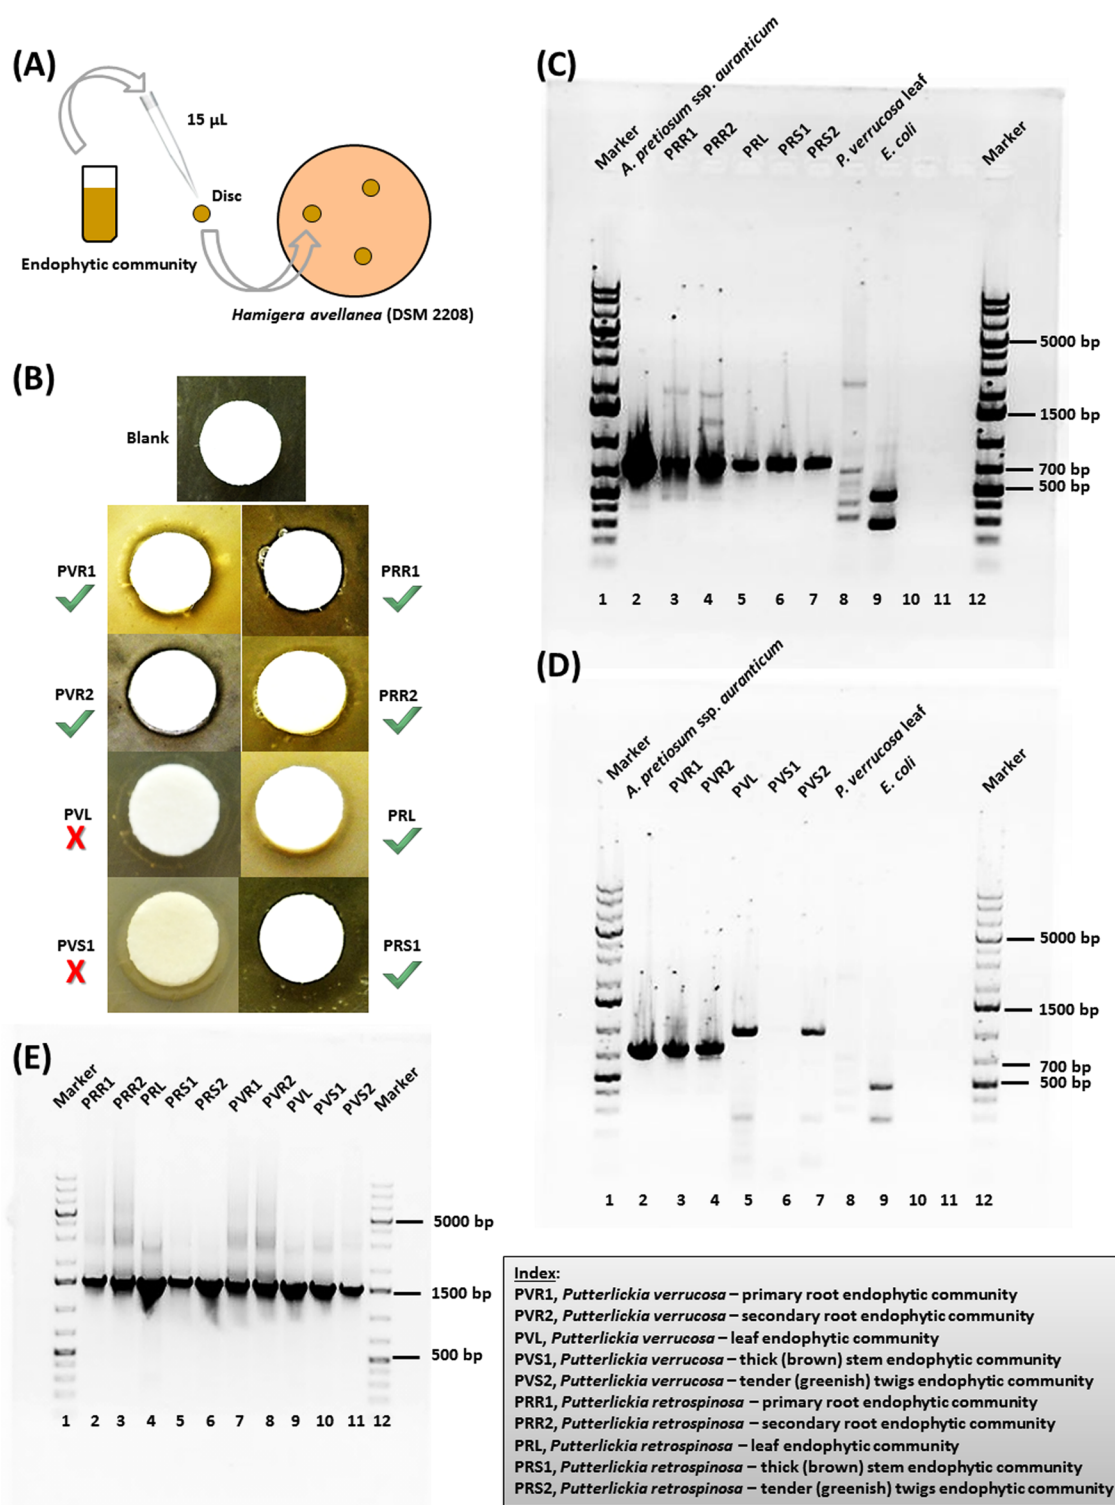 (A)
15 µL
Disc
Endophytic community
Hamigera avellanea (DSM 2208)
(B)
Blank
PVR1
PRR1
PVR2
PRR2
PVL
X
PRL
PVS1
X
PRS1
(C)
Marker
A. pretiosum ssp. auranticum
PRR1
PRR2
PRL
PRS1
PRS2
P. verrucosa leaf
E. coli
Marker
5000 bp
1500 bp
700 bp
500 bp
1 2 3 4 5 6 7 8 9 10 11 12
(D)
Marker
A. pretiosum ssp. auranticum
PVR1
PVR2
PVL
PVS1
PVS2
P. verrucosa leaf
E. coli
Marker
5000 bp
1500 bp
700 bp
500 bp
1 2 3 4 5 6 7 8 9 10 11 12
(E)
Marker
PRR1
PRR2
PRL
PRS1
PRS2
PVR1
PVR2
PVL
PVS1
PVS2
Marker
5000 bp
1500 bp
500 bp
1 2 3 4 5 6 7 8 9 10 11 12
Index:
PVR1, Putterlickia verrucosa – primary root endophytic community
PVR2, Putterlickia verrucosa – secondary root endophytic community
PVL, Putterlickia verrucosa – leaf endophytic community
PVS1, Putterlickia verrucosa – thick (brown) stem endophytic community
PVS2, Putterlickia verrucosa – tender (greenish) twigs endophytic community
PRR1, Putterlickia retrospinosa – primary root endophytic community
PRR2, Putterlickia retrospinosa – secondary root endophytic community
PRL, Putterlickia retrospinosa – leaf endophytic community
PRS1, Putterlickia retrospinosa – thick (brown) stem endophytic community
PRS2, Putterlickia retrospinosa – tender (greenish) twigs endophytic community